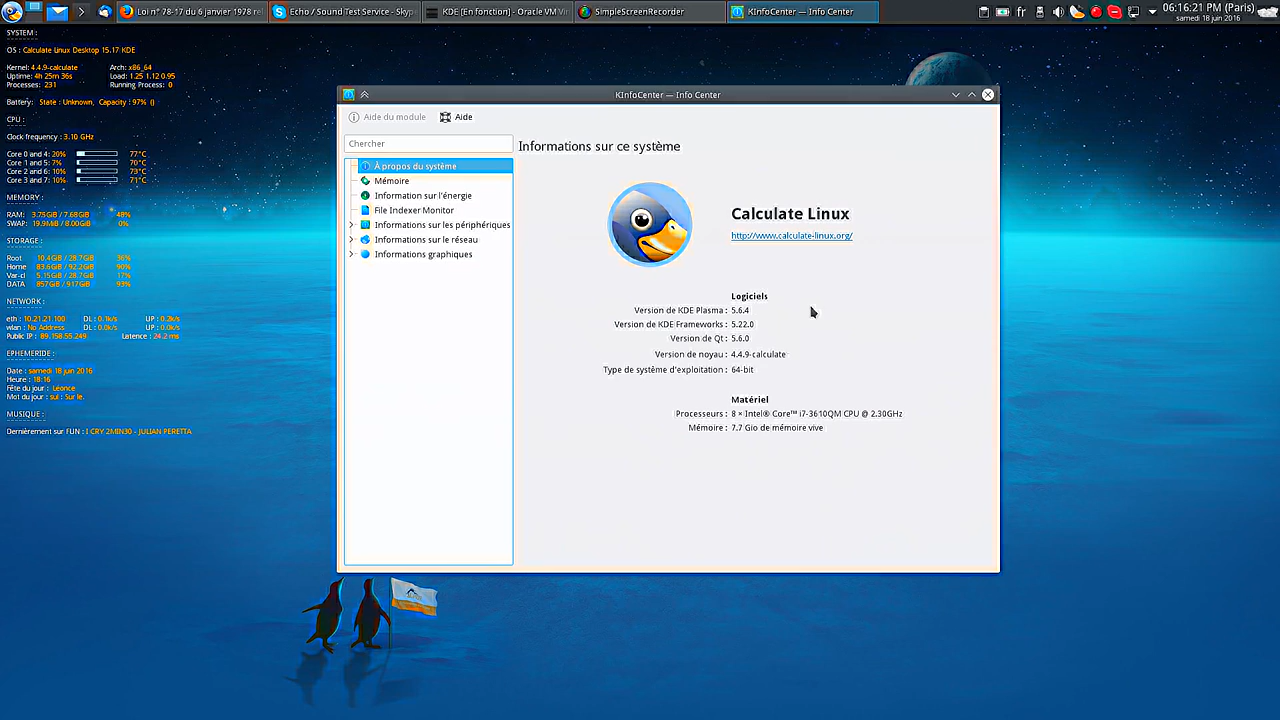 Loi n° 78-17 du 6 janvier 1978 rel
Echo / Sound Test Service - Skyp
KDE [En fonction] - Oracle VM Vi
SimpleScreenRecorder
KInfoCenter — Info Center
fr
06:16:21 PM (Paris)
samedi 18 juin 2016
SYSTEM :
OS : Calculate Linux Desktop 15.17 KDE
Kernel: 4.4.9-calculate Arch: x86_64
Uptime: 4h 25m 36s Load: 1.25 1.12 0.95
Processes: 231 Running Process: 0
Battery: State : Unknown, Capacity : 97% ()
CPU :
Clock frequency : 3.10 GHz
Core 0 and 4: 20% 77°C
Core 1 and 5: 7% 70°C
Core 2 and 6: 10% 73°C
Core 3 and 7: 10% 71°C
MEMORY :
RAM: 3.75GiB / 7.68GiB 48%
SWAP: 19.9MiB / 8.00GiB 0%
STORAGE :
Root 10.4GiB / 28.7GiB 36%
Home 83.6GiB / 92.2GiB 90%
Var-cl 5.15GiB / 28.7GiB 17%
DATA 857GiB / 917GiB 93%
NETWORK :
eth : 10.21.21.100 DL : 0.1k/s UP : 0.2k/s
wlan : No Address DL : 0.0k/s UP : 0.0k/s
Public IP : 89.158.55.249 Latence : 24.2 ms
EPHEMERIDE :
Date : samedi 18 juin 2016
Heure : 18:16
Fête du jour : Léonce
Mot du jour : sui : Sur le.
MUSIQUE :
Dernièrement sur FUN : I CRY 2MIN30 - JULIAN PERETTA
KInfoCenter — Info Center
Aide du module Aide
Chercher
À propos du système
Mémoire
Information sur l'énergie
File Indexer Monitor
Informations sur les périphériques
Informations sur le réseau
Informations graphiques
Informations sur ce système
Calculate Linux
http://www.calculate-linux.org/
Logiciels
Version de KDE Plasma : 5.6.4
Version de KDE Frameworks : 5.22.0
Version de Qt : 5.6.0
Version de noyau : 4.4.9-calculate
Type de système d'exploitation : 64-bit
Matériel
Processeurs : 8 × Intel® Core™ i7-3610QM CPU @ 2.30GHz
Mémoire : 7.7 Gio de mémoire vive